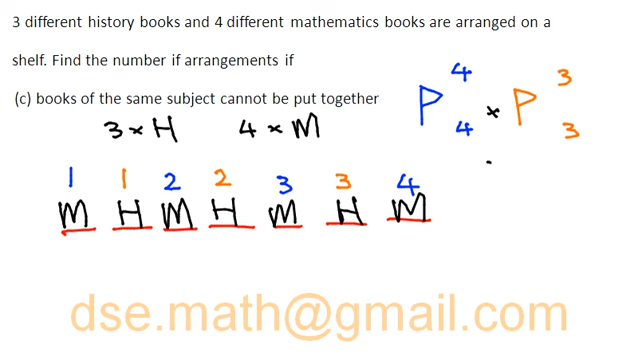 3 different history books and 4 different mathematics books are arranged on a
shelf. Find the number if arrangements if
(c) books of the same subject cannot be put together
3 × H 4 × M
P 4 4 × P 3 3
1 1 2 2 3 3 4
M H M H M H M
dse.math@gmail.com